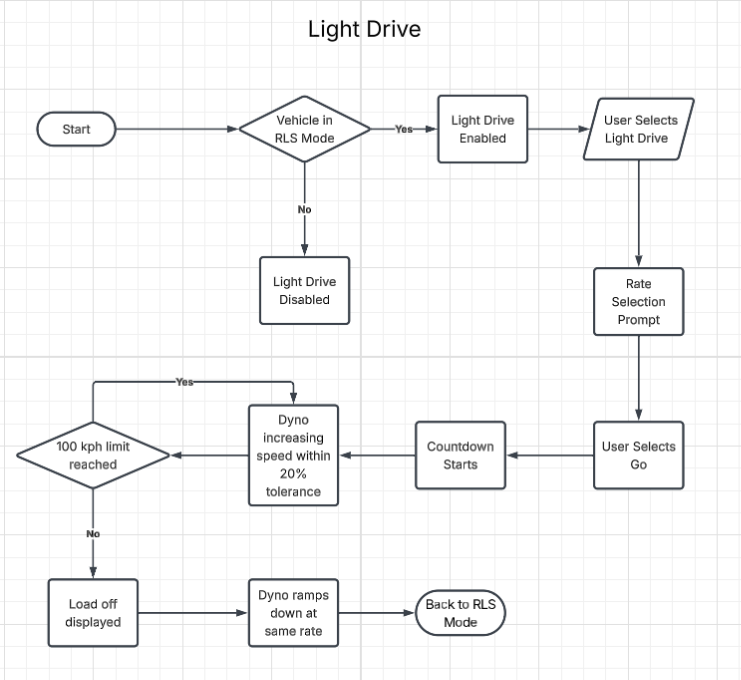 Light Drive
Start
Vehicle in
RLS Mode
Yes
Light Drive
Enabled
User Selects
Light Drive
No
Light Drive
Disabled
Rate
Selection
Prompt
Yes
100 kph limit
reached
Dyno
increasing
speed within
20%
tolerance
Countdown
Starts
User Selects
Go
No
Load off
displayed
Dyno ramps
down at
same rate
Back to RLS
Mode